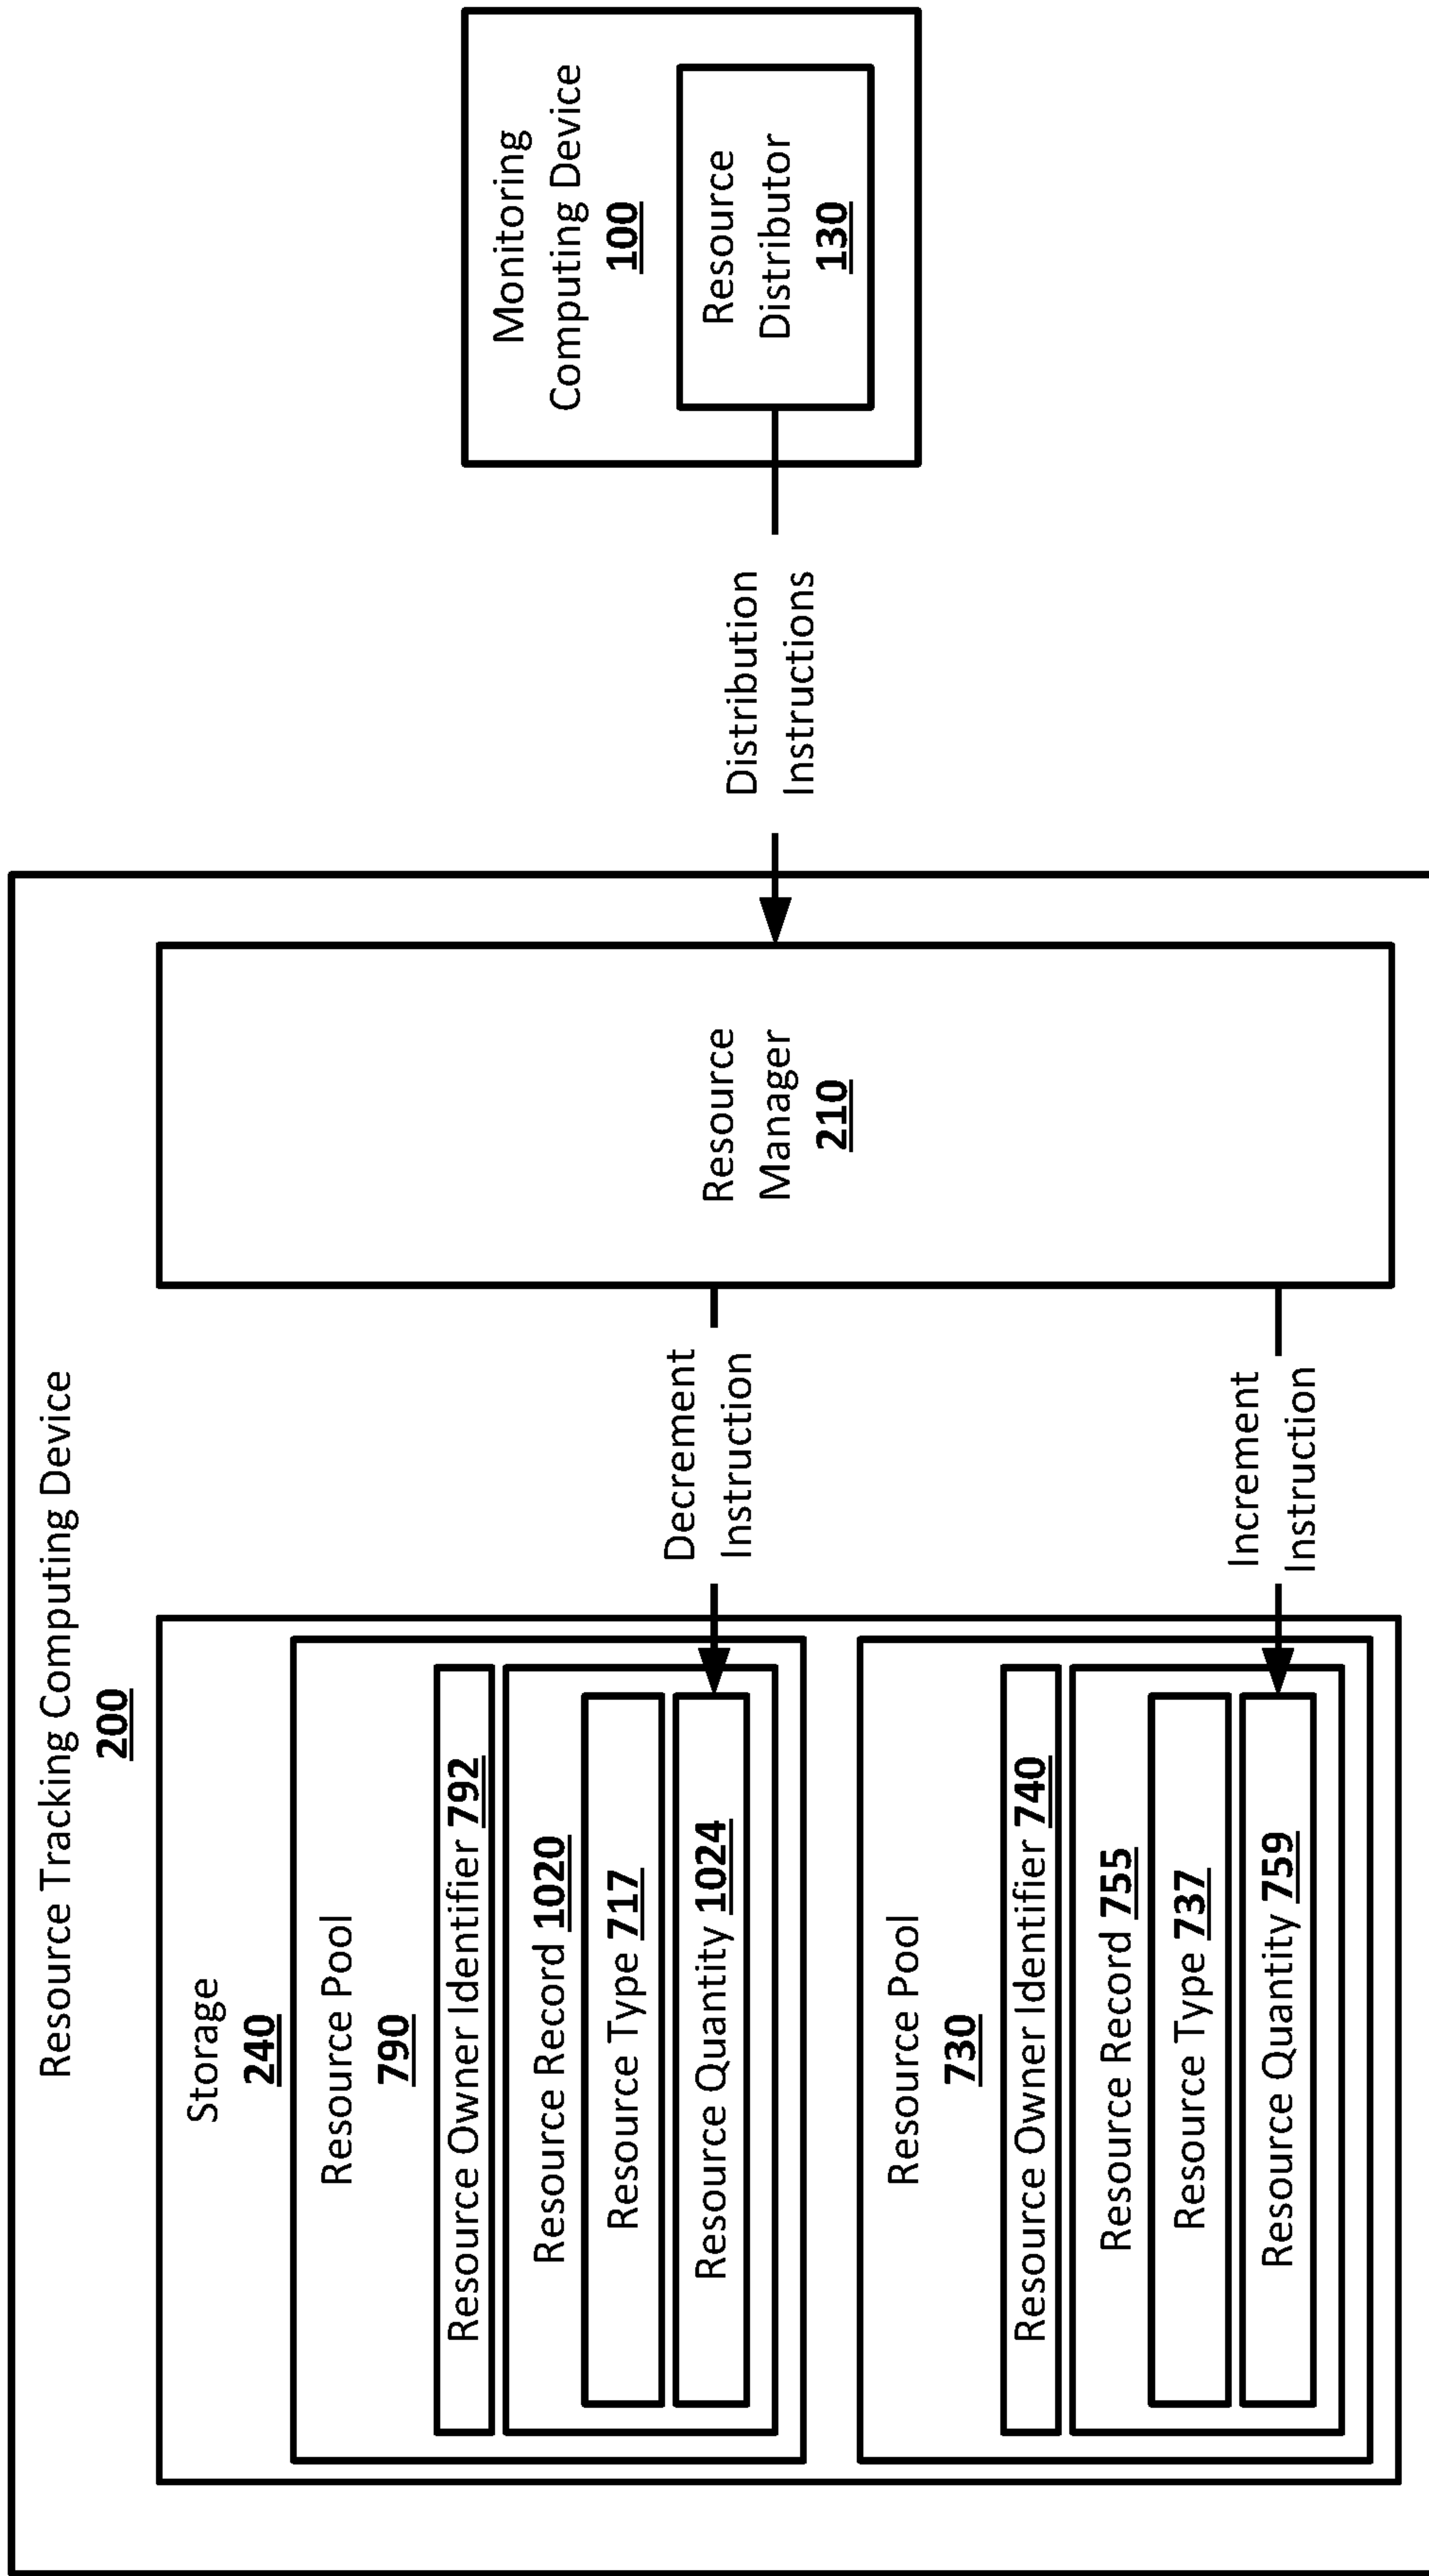 Resource Tracking Computing Device
200
Storage
240
Resource Pool
790
Resource Owner Identifier 792
Resource Record 1020
Resource Type 717
Resource Quantity 1024
Resource Pool
730
Resource Owner Identifier 740
Resource Record 755
Resource Type 737
Resource Quantity 759
Decrement
Instruction
Increment
Instruction
Resource
Manager
210
Distribution
Instructions
Monitoring
Computing Device
100
Resource
Distributor
130